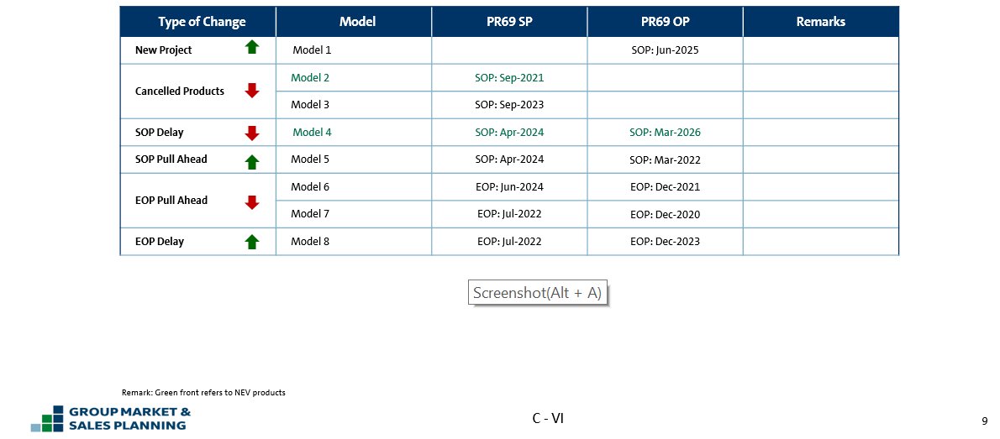 Type of Change Model PR69 SP PR69 OP Remarks
New Project Model 1 SOP: Jun-2025
Cancelled Products Model 2 SOP: Sep-2021
Model 3 SOP: Sep-2023
SOP Delay Model 4 SOP: Apr-2024 SOP: Mar-2026
SOP Pull Ahead Model 5 SOP: Apr-2024 SOP: Mar-2022
EOP Pull Ahead Model 6 EOP: Jun-2024 EOP: Dec-2021
Model 7 EOP: Jul-2022 EOP: Dec-2020
EOP Delay Model 8 EOP: Jul-2022 EOP: Dec-2023
Screenshot(Alt + A)
Remark: Green front refers to NEV products
GROUP MARKET &
SALES PLANNING
C - VI
9